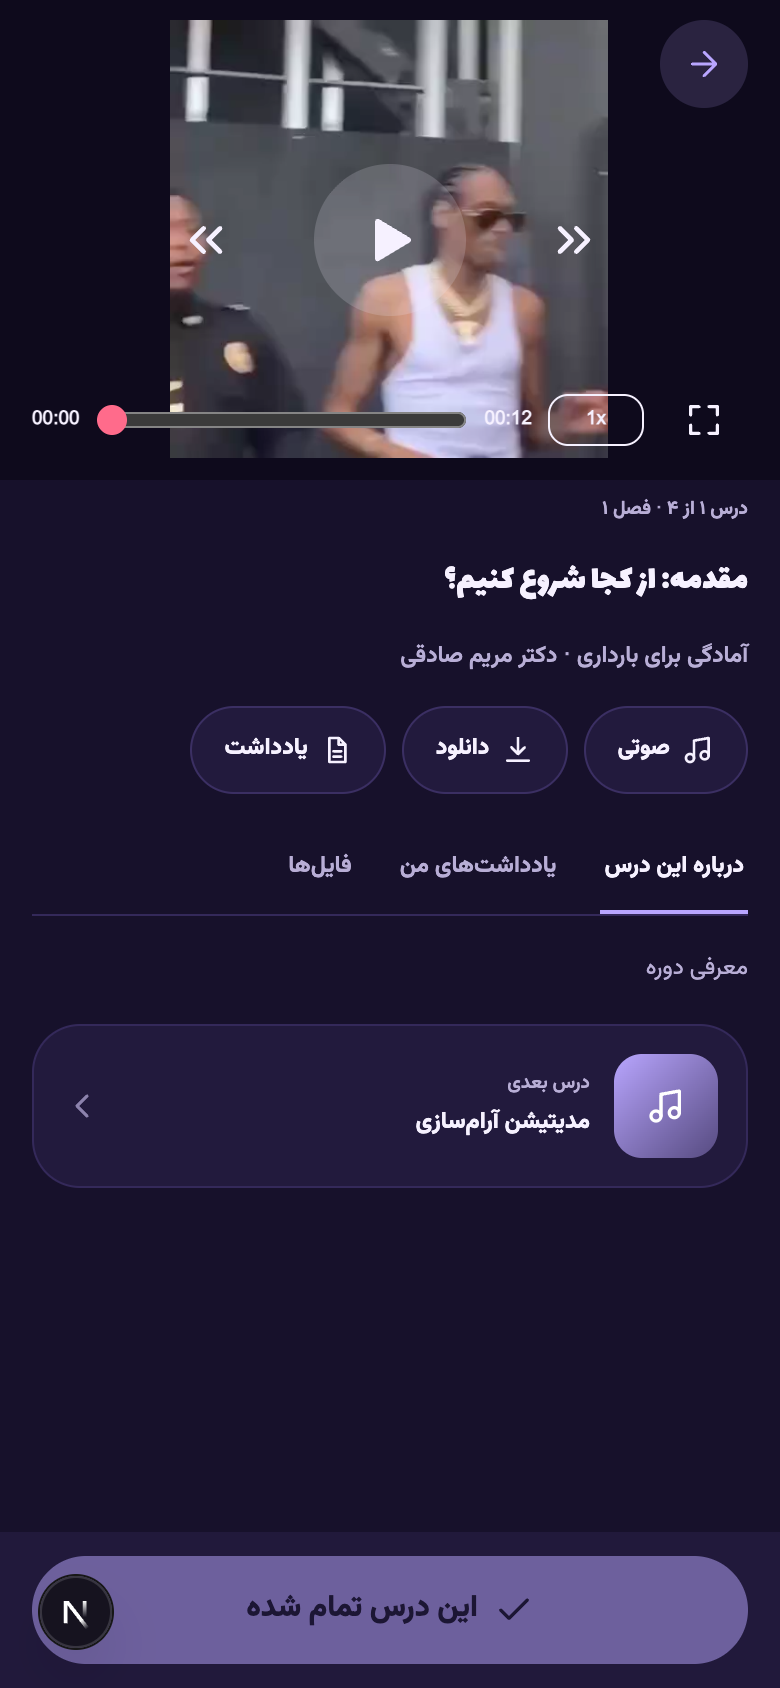 00:00
00:12
1x
درس ۱ از ۴ · فصل ۱
مقدمه: از کجا شروع کنیم؟
آمادگی برای بارداری · دکتر مریم صادقی
صوتی
دانلود
یادداشت
درباره این درس
یادداشت‌های من
فایل‌ها
معرفی دوره
درس بعدی
مدیتیشن آرام‌سازی
این درس تمام شده
N